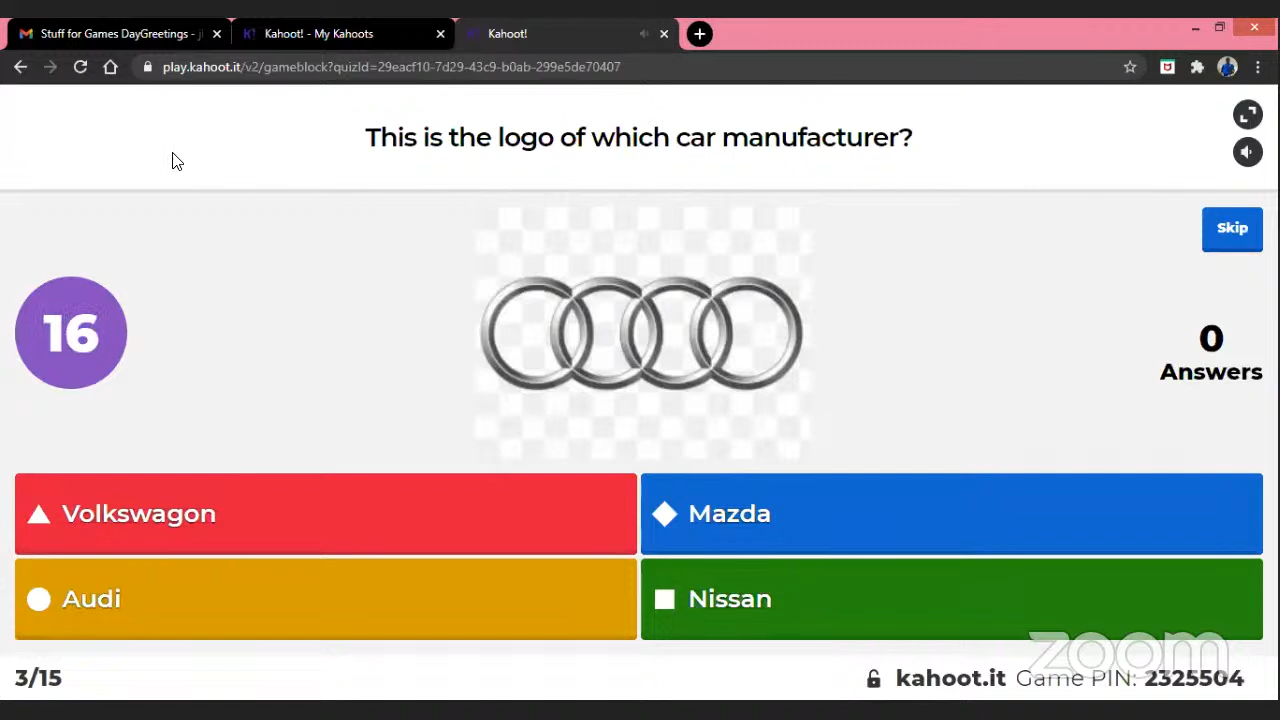 Stuff for Games DayGreetings -
Kahoot! - My Kahoots
Kahoot!
play.kahoot.it/v2/gameblock?quizId=29eacf10-7d29-43c9-b0ab-299e5de70407
This is the logo of which car manufacturer?
Skip
16
0
Answers
Volkswagon
Mazda
Audi
Nissan
zoom
3/15
kahoot.it Game PIN: 2325504